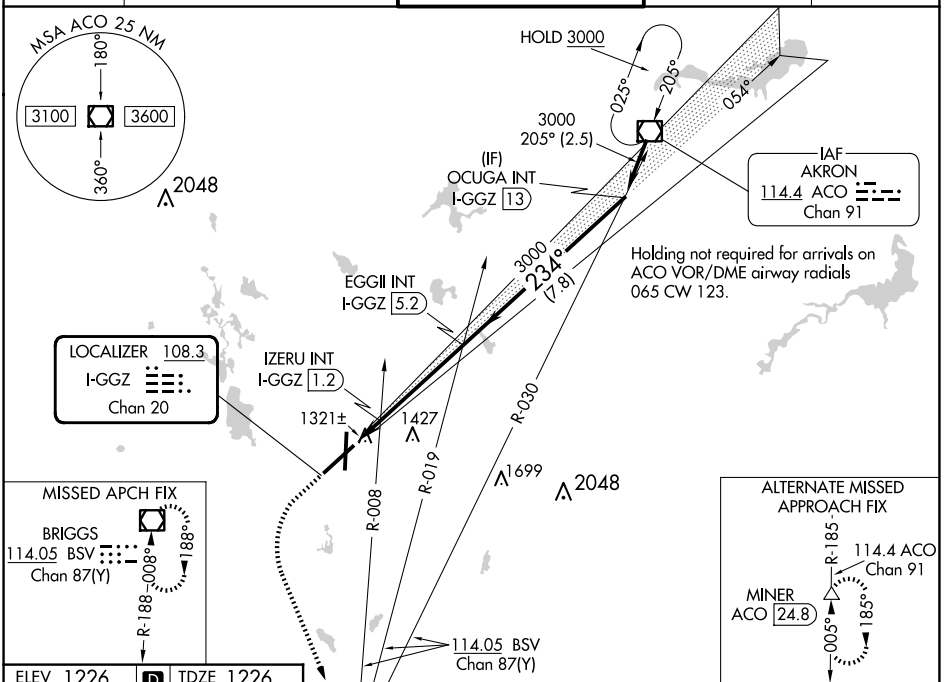 MSA ACO 25 NM
180°
3100
3600
360°
2048
HOLD 3000
025°
205°
054°
3000
205° (2.5)
(IF)
OCUGA INT
I-GGZ 13
IAF
AKRON
114.4 ACO
Chan 91
Holding not required for arrivals on
ACO VOR/DME airway radials
065 CW 123.
3000
234°
(7.8)
EGGII INT
I-GGZ 5.2
LOCALIZER 108.3
I-GGZ
Chan 20
IZERU INT
I-GGZ 1.2
1321±
1427
R-030
R-019
R-008
1699
2048
MISSED APCH FIX
BRIGGS
114.05 BSV
Chan 87(Y)
R-188
008°
188°
114.05 BSV
Chan 87(Y)
ALTERNATE MISSED
APPROACH FIX
R-185
114.4 ACO
Chan 91
MINER
ACO 24.8
005°
185°
ELEV 1226
D
TDZE 1226